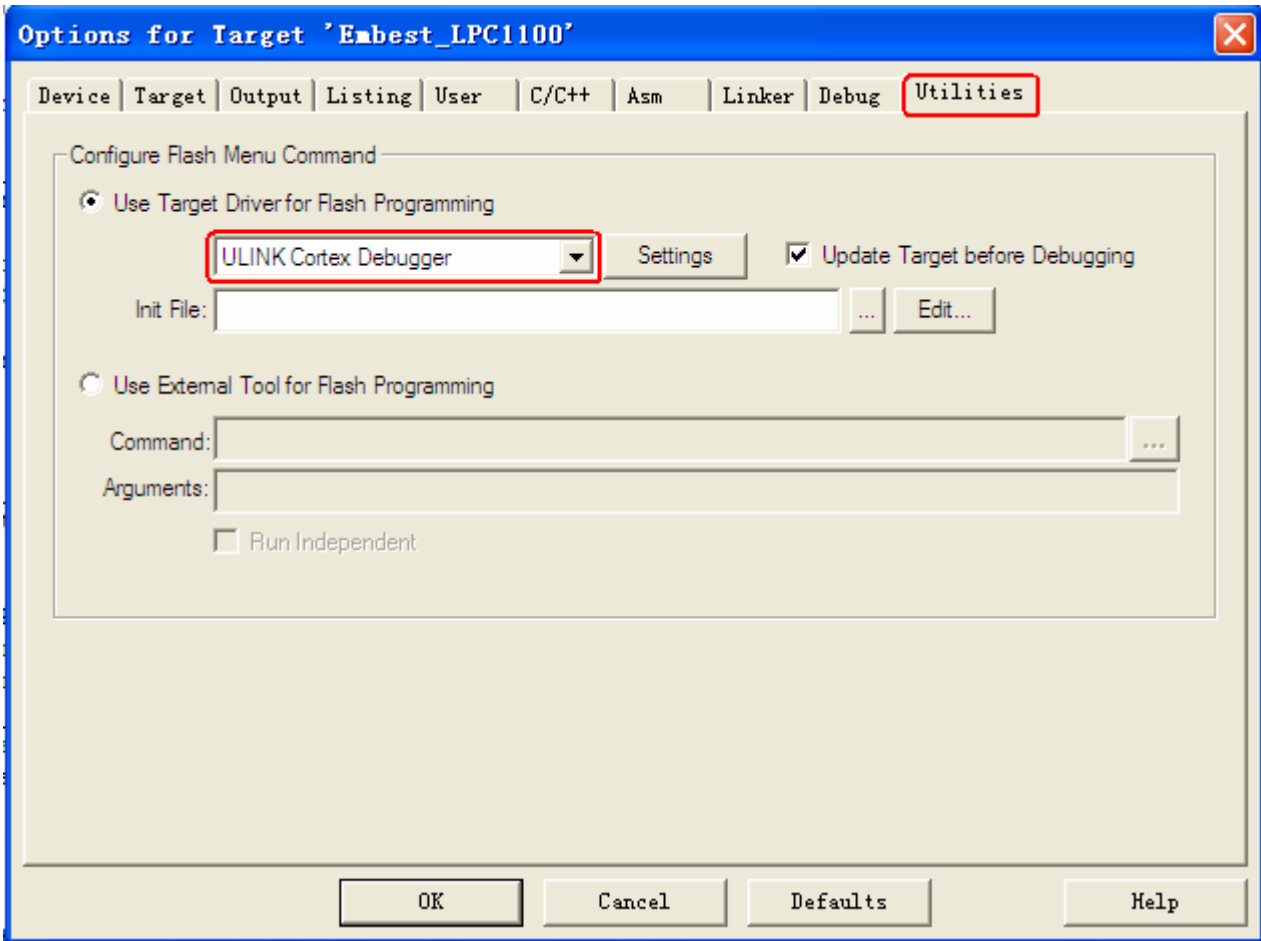 Options for Target 'Embest_LPC1100'
Device Target Output Listing User C/C++ Asm Linker Debug Utilities
Configure Flash Menu Command
Use Target Driver for Flash Programming
ULINK Cortex Debugger Settings Update Target before Debugging
Init File: ... Edit...
Use External Tool for Flash Programming
Command: ...
Arguments:
Run Independent
OK Cancel Defaults Help